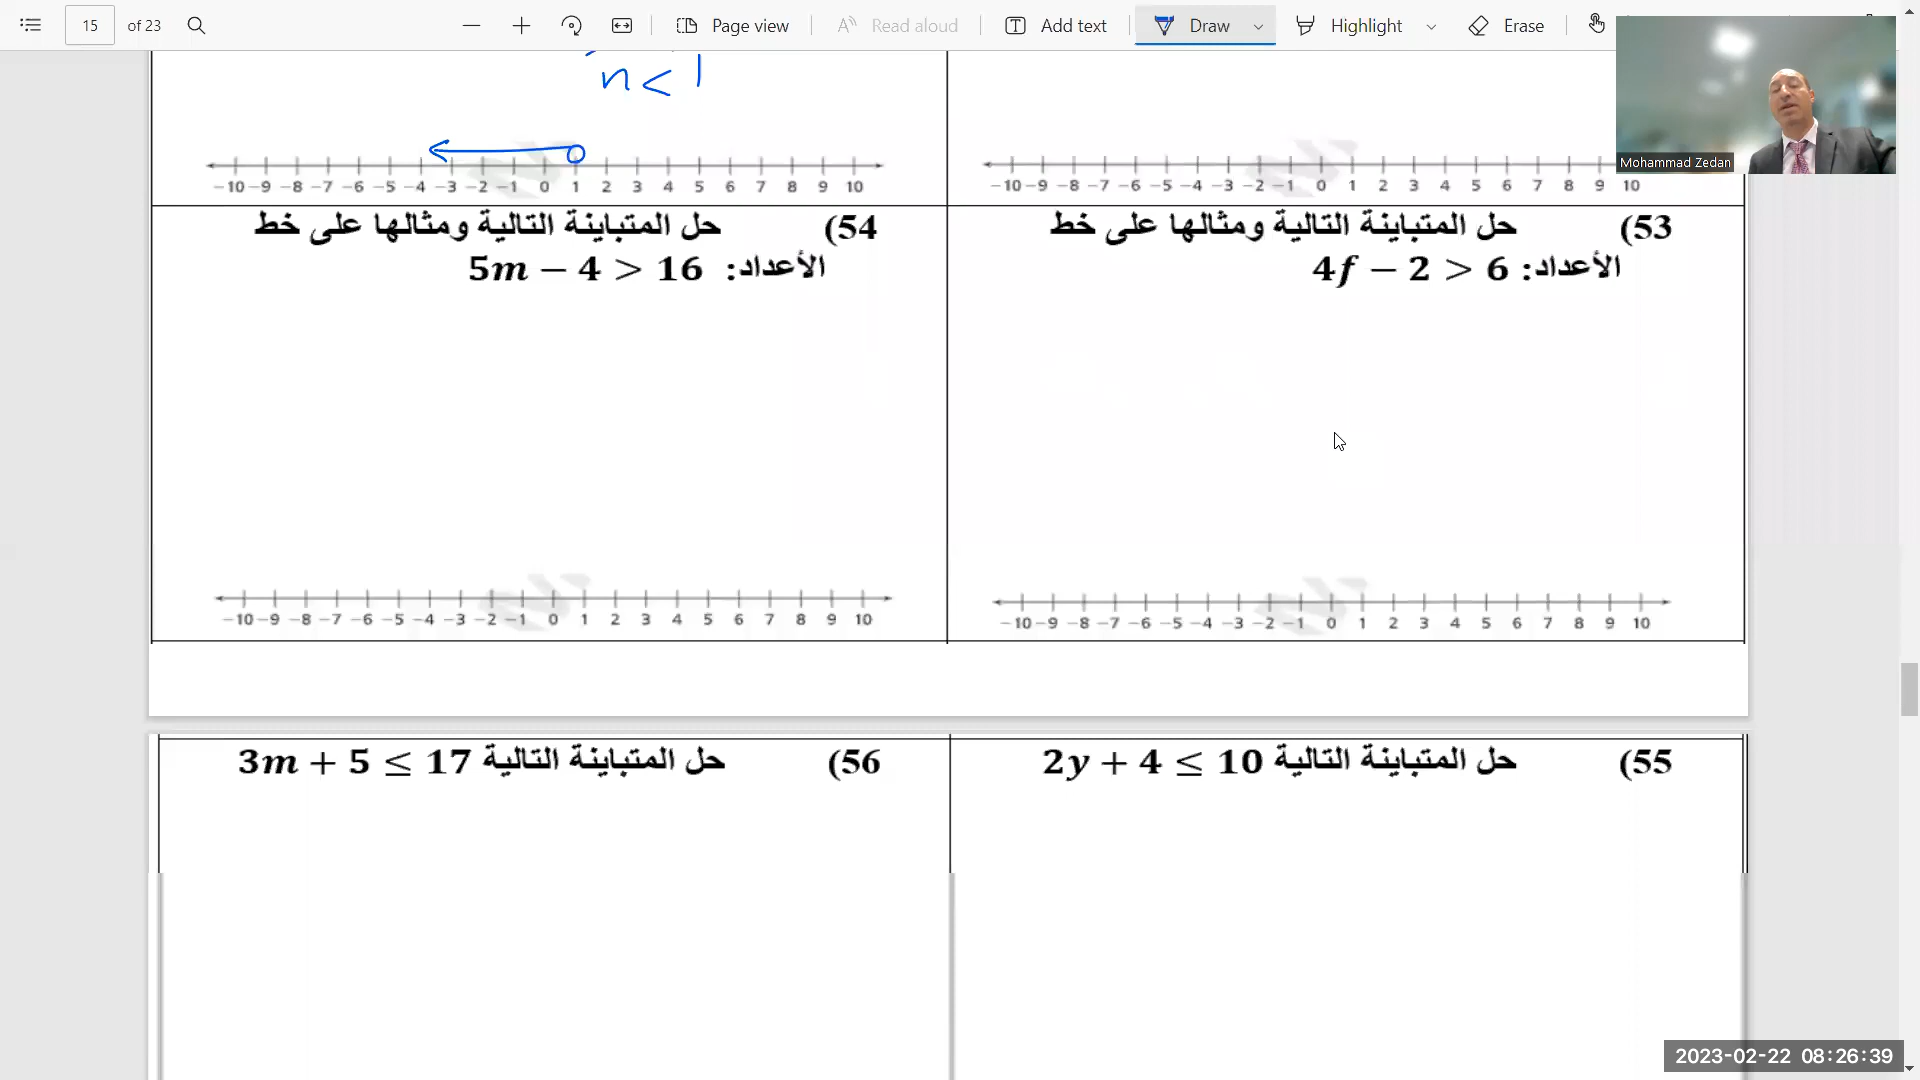 15 of 23 Page view Read aloud Add text Draw Highlight Erase
n < 1
Mohammad Zedan
-10 -9 -8 -7 -6 -5 -4 -3 -2 -1 0 1 2 3 4 5 6 7 8 9 10
-10 -9 -8 -7 -6 -5 -4 -3 -2 -1 0 1 2 3 4 5 6 7 8 9 10
53) حل المتباينة التالية ومثالها على خط
الأعداد: 4f − 2 > 6
-10 -9 -8 -7 -6 -5 -4 -3 -2 -1 0 1 2 3 4 5 6 7 8 9 10
54) حل المتباينة التالية ومثالها على خط
الأعداد: 5m − 4 > 16
-10 -9 -8 -7 -6 -5 -4 -3 -2 -1 0 1 2 3 4 5 6 7 8 9 10
55) حل المتباينة التالية 2y + 4 ≤ 10
56) حل المتباينة التالية 3m + 5 ≤ 17
2023-02-22 08:26:39